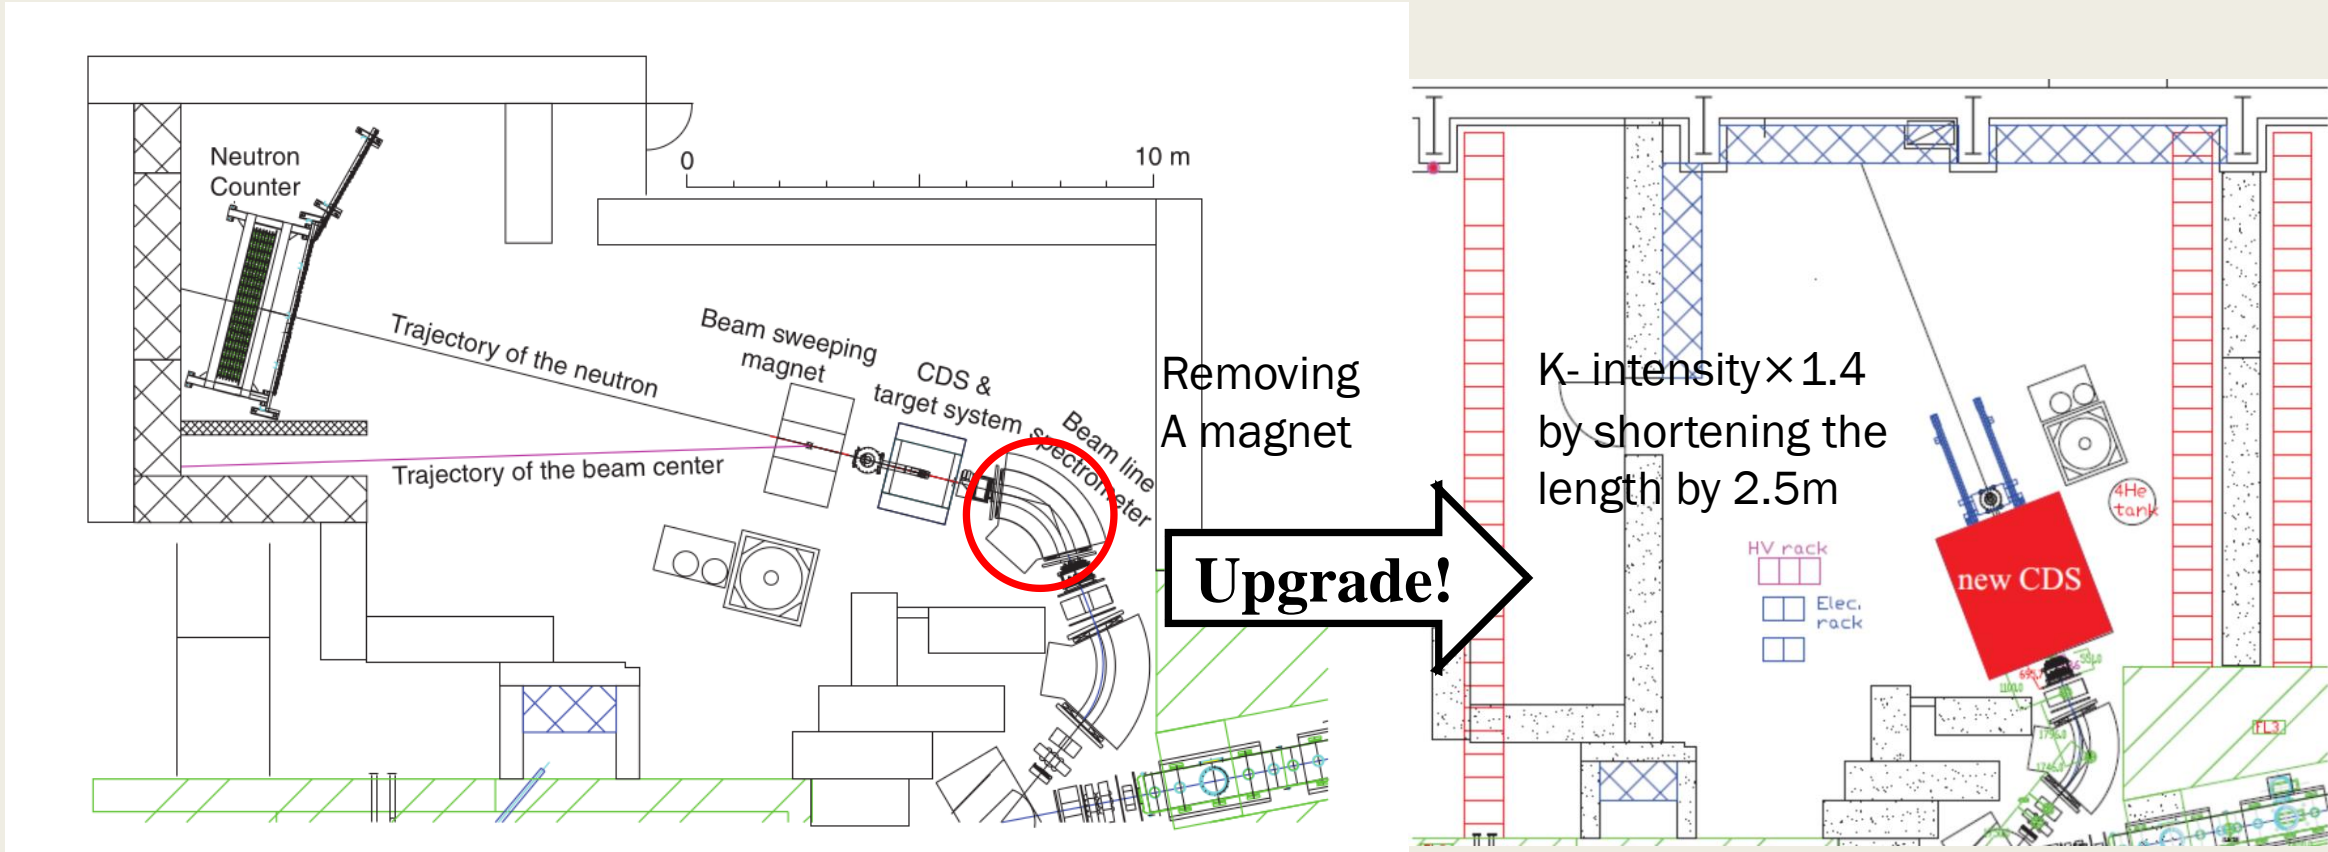 Neutron
Counter
0
10 m
Trajectory of the neutron
Beam sweeping
magnet
CDS &
target system
Beam line
spectrometer
Trajectory of the beam center
Removing
A magnet
Upgrade!
K- intensity×1.4
by shortening the
length by 2.5m
4He
tank
HV rack
Elec.
rack
new CDS
FL3